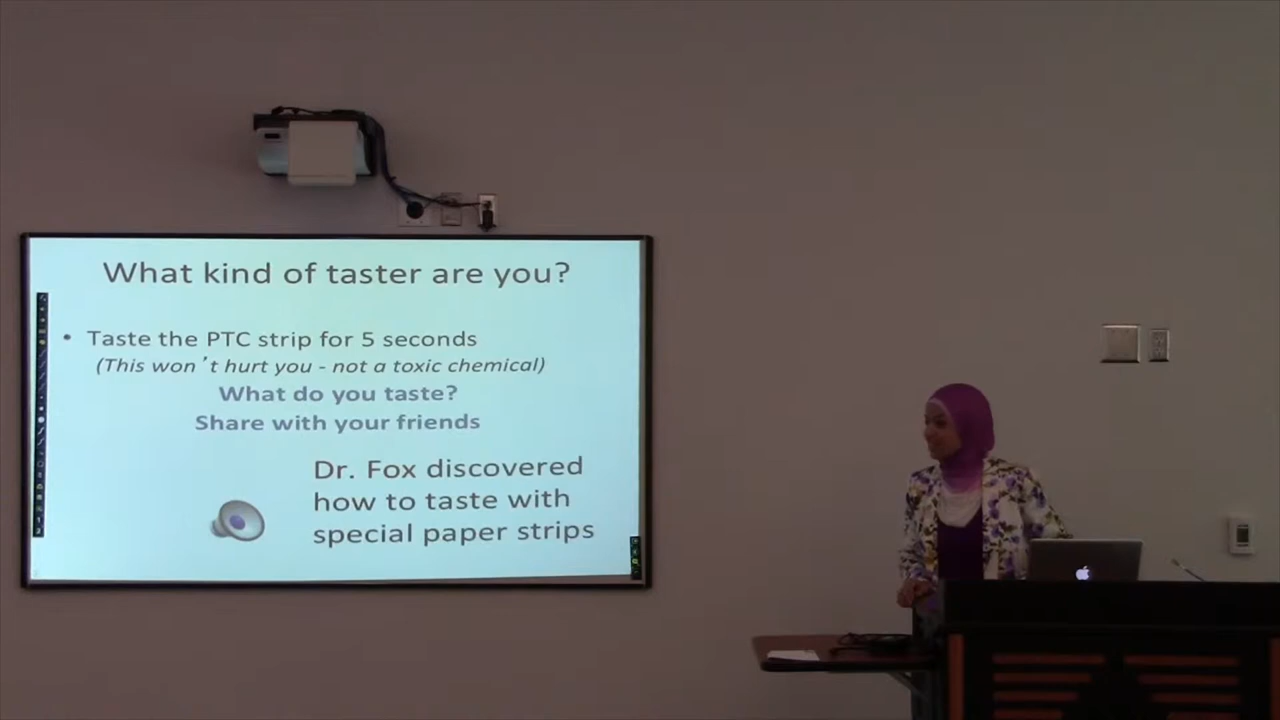 What kind of taster are you?
• Taste the PTC strip for 5 seconds
(This won't hurt you - not a toxic chemical)
What do you taste?
Share with your friends
Dr. Fox discovered
how to taste with
special paper strips